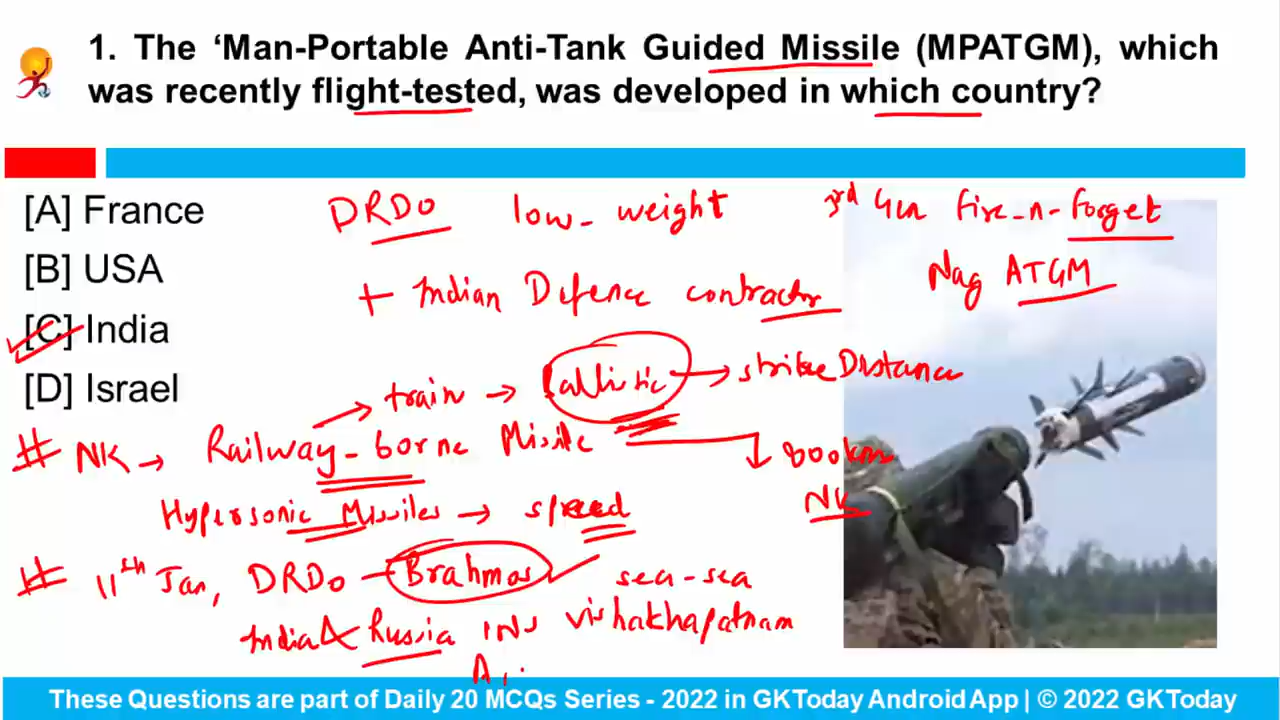 1. The ‘Man-Portable Anti-Tank Guided Missile (MPATGM), which
was recently flight-tested, was developed in which country?
[A] France
[B] USA
[C] India
[D] Israel
DRDO low-weight 3rd Gen fire-n-forget
Nag ATGM
+ Indian Defence contractor
train → ballistic → strike Distance
# NK → Railway-borne Missile
800km
NK
Hypersonic Missiles → speed
# 11th Jan, DRDO - Brahmos sea-sea
India & Russia INS vishakhapatnam
These Questions are part of Daily 20 MCQs Series - 2022 in GKToday Android App | © 2022 GKToday